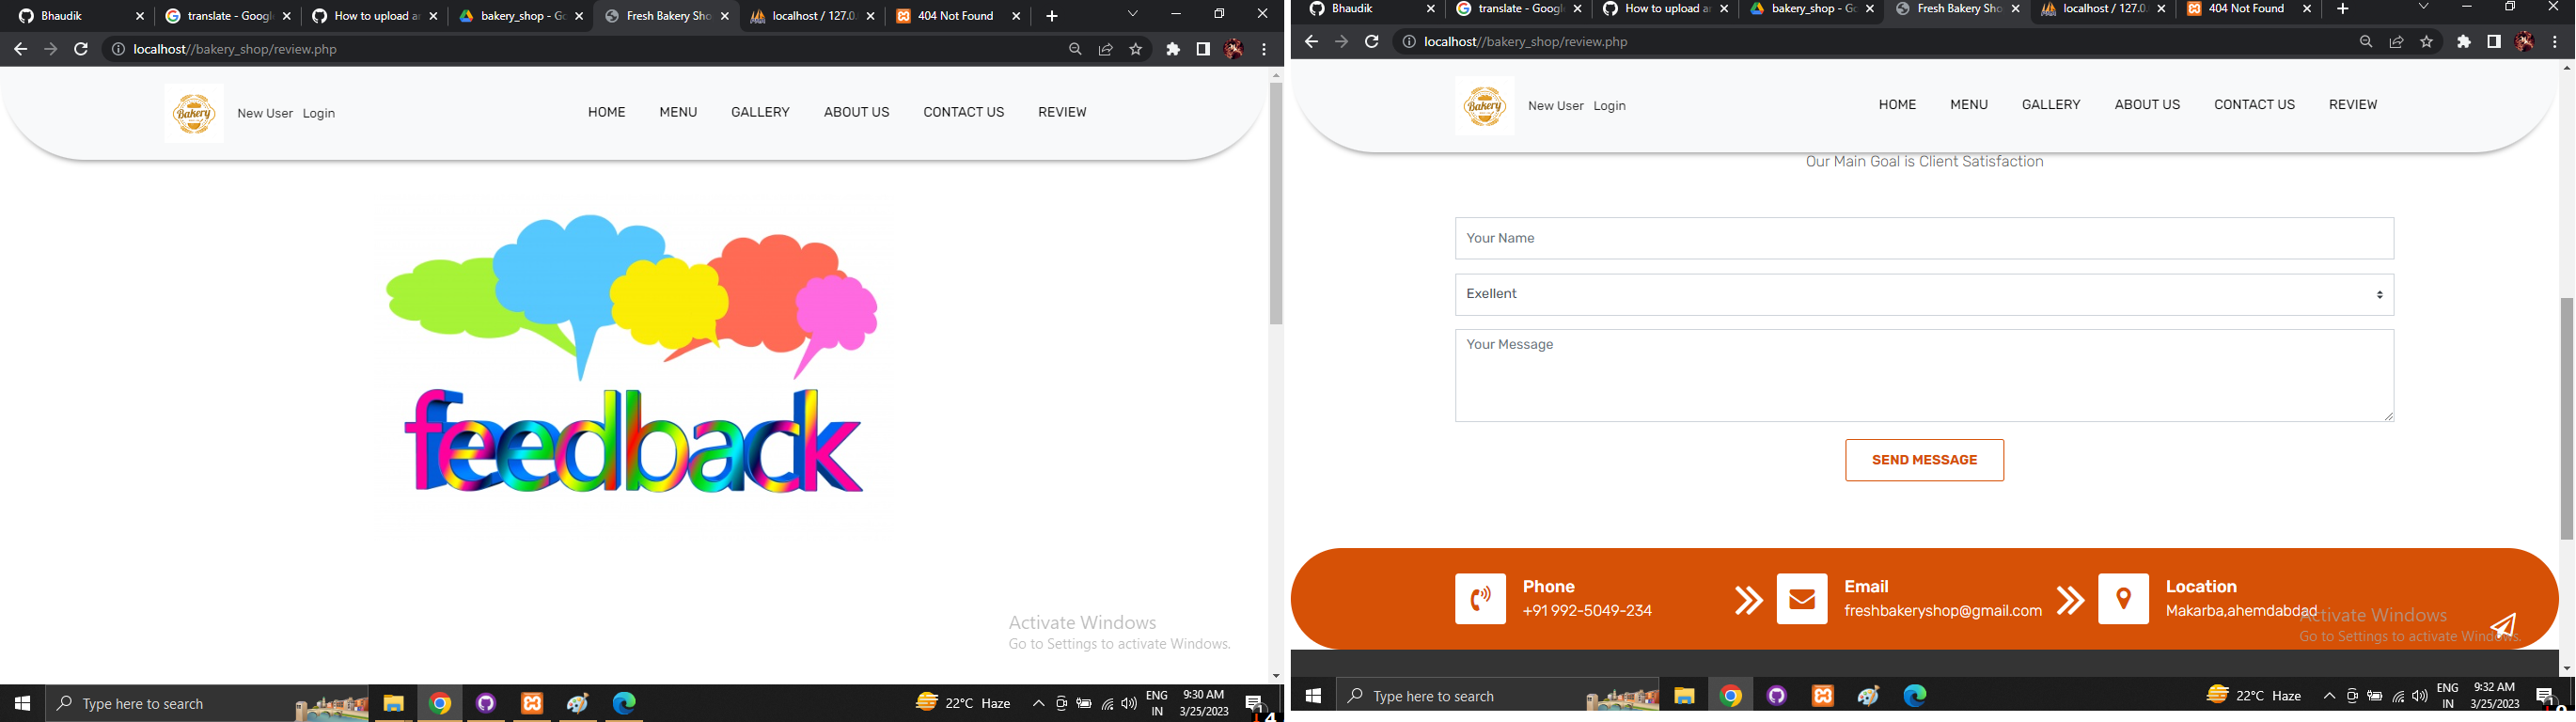 Bhaudik
translate - Googl
How to upload a
bakery_shop - Go
Fresh Bakery Sho
localhost / 127.0.
404 Not Found
localhost//bakery_shop/review.php
Bakery
New User Login
HOME MENU GALLERY ABOUT US CONTACT US REVIEW
feedback
Activate Windows
Go to Settings to activate Windows.
Type here to search
22°C Haze
ENG
IN
9:30 AM
3/25/2023
Bhaudik
translate - Googl
How to upload a
bakery_shop - Go
Fresh Bakery Sho
localhost / 127.0.
404 Not Found
localhost//bakery_shop/review.php
Bakery
New User Login
HOME MENU GALLERY ABOUT US CONTACT US REVIEW
Our Main Goal is Client Satisfaction
Your Name
Exellent
Your Message
SEND MESSAGE
Phone
+91 992-5049-234
Email
freshbakeryshop@gmail.com
Location
Makarba,ahemdabdad
Activate Windows
Go to Settings to activate Windows.
Type here to search
22°C Haze
ENG
IN
9:32 AM
3/25/2023